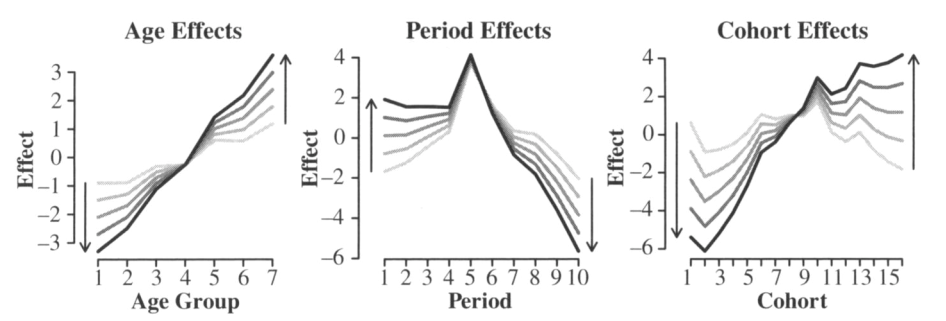 Age Effects
Effect
3
2
1
0
−1
−2
−3
1 2 3 4 5 6 7
Age Group
Period Effects
Effect
4
2
0
−2
−4
−6
1 2 3 4 5 6 7 8 9 10
Period
Cohort Effects
Effect
4
2
0
−2
−4
−6
1 3 5 7 9 11 13 15
Cohort